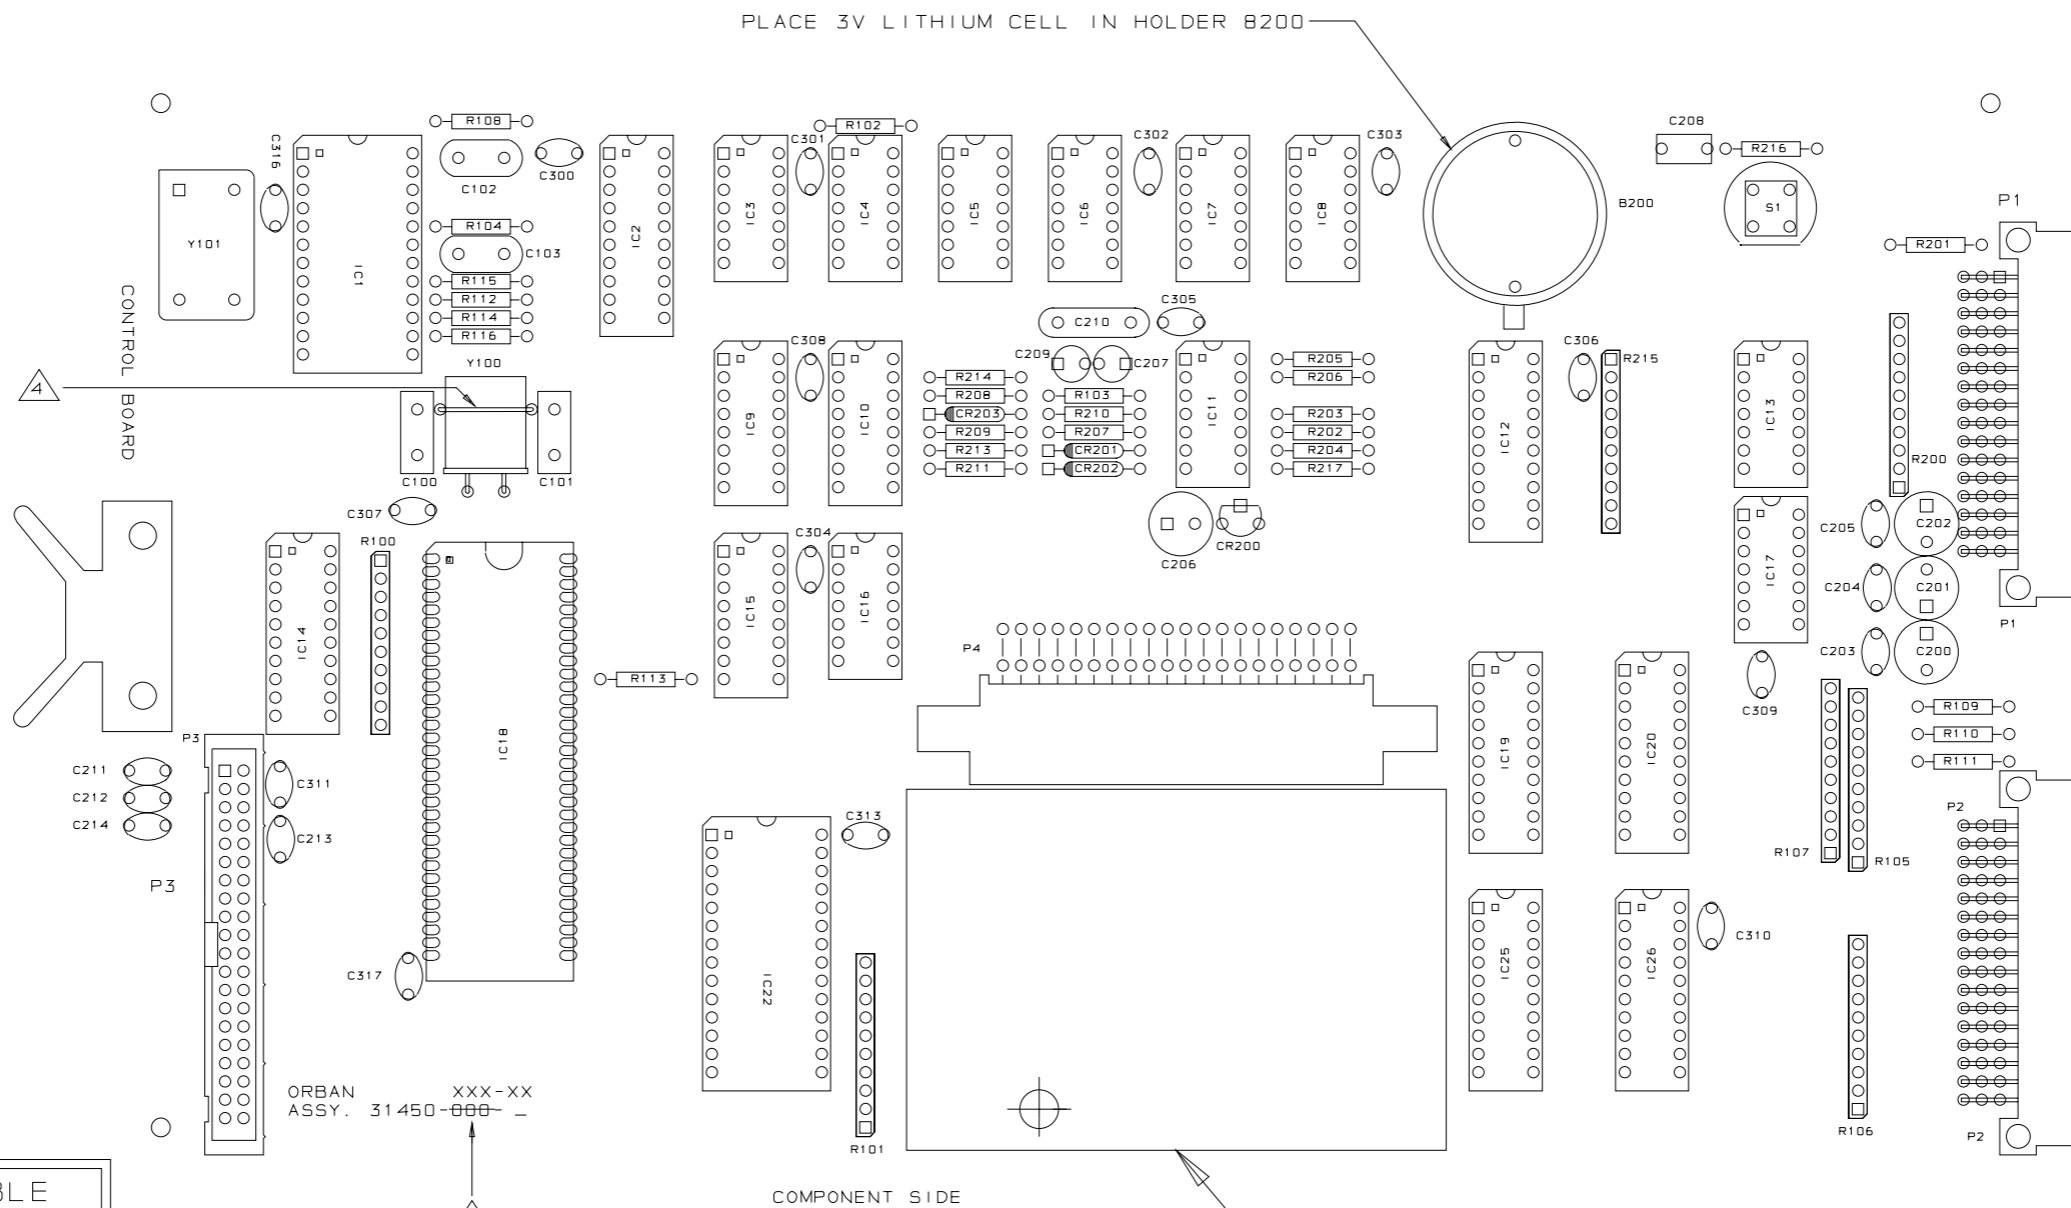 PLACE 3V LITHIUM CELL IN HOLDER B200
R108
R102
C208
C316
C301
C302
C303
R216
C102
C300
S1
B200
P1
Y101
R104
C103
IC1
IC2
IC3
IC4
IC5
IC6
IC7
IC8
R201
R115
R112
R114
R116
Y100
CONTROL BOARD
4
C308
C210
C305
C306
C209
C207
R215
R214
R208
CR203
R209
R213
R211
R103
R210
R207
CR201
CR202
R205
R206
R203
R202
R204
R217
IC9
IC10
IC11
IC12
IC13
R200
C100
C101
C307
R100
C304
C206
CR200
C205
C202
IC14
IC15
IC16
IC17
C204
C201
P1
C203
C200
P4
R113
C309
R109
R110
R111
P3
IC18
IC19
IC20
C211
C212
C214
C311
C213
C313
P2
R107
R105
P3
C317
IC22
IC25
IC26
C310
ORBAN XXX-XX
ASSY. 31450-000- _
R101
R106
P2
BLE
COMPONENT SIDE